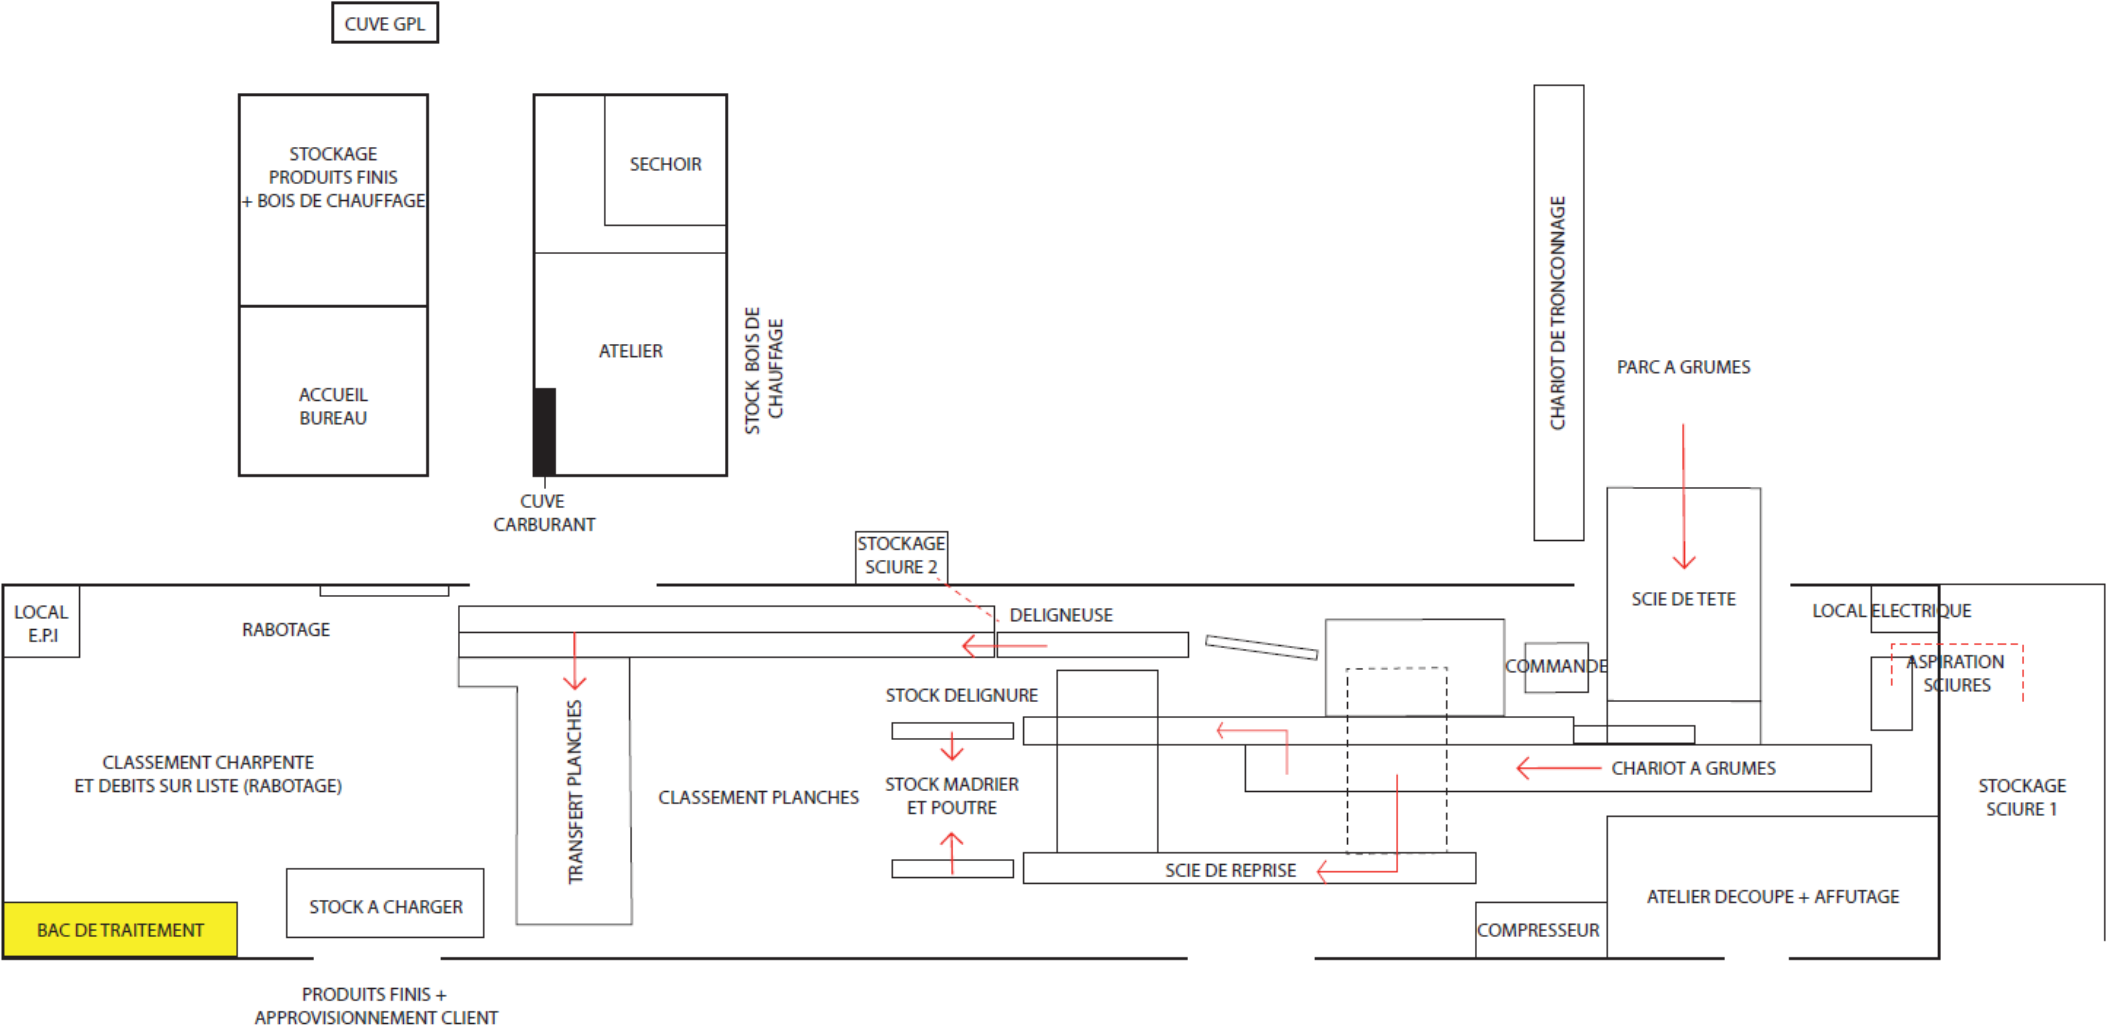 CUVE GPL
STOCKAGE
PRODUITS FINIS
+ BOIS DE CHAUFFAGE
SECHOIR
ACCUEIL
BUREAU
ATELIER
STOCK BOIS DE
CHAUFFAGE
CUVE
CARBURANT
CHARIOT DE TRONCONNAGE
PARC A GRUMES
STOCKAGE
SCIURE 2
LOCAL
E.P.I
RABOTAGE
DELIGNEUSE
SCIE DE TETE
LOCAL ELECTRIQUE
COMMANDE
ASPIRATION
SCIURES
STOCK DELIGNURE
TRANSFERT PLANCHES
CLASSEMENT CHARPENTE
ET DEBITS SUR LISTE (RABOTAGE)
CLASSEMENT PLANCHES
STOCK MADRIER
ET POUTRE
CHARIOT A GRUMES
STOCKAGE
SCIURE 1
SCIE DE REPRISE
STOCK A CHARGER
ATELIER DECOUPE + AFFUTAGE
BAC DE TRAITEMENT
COMPRESSEUR
PRODUITS FINIS +
APPROVISIONNEMENT CLIENT